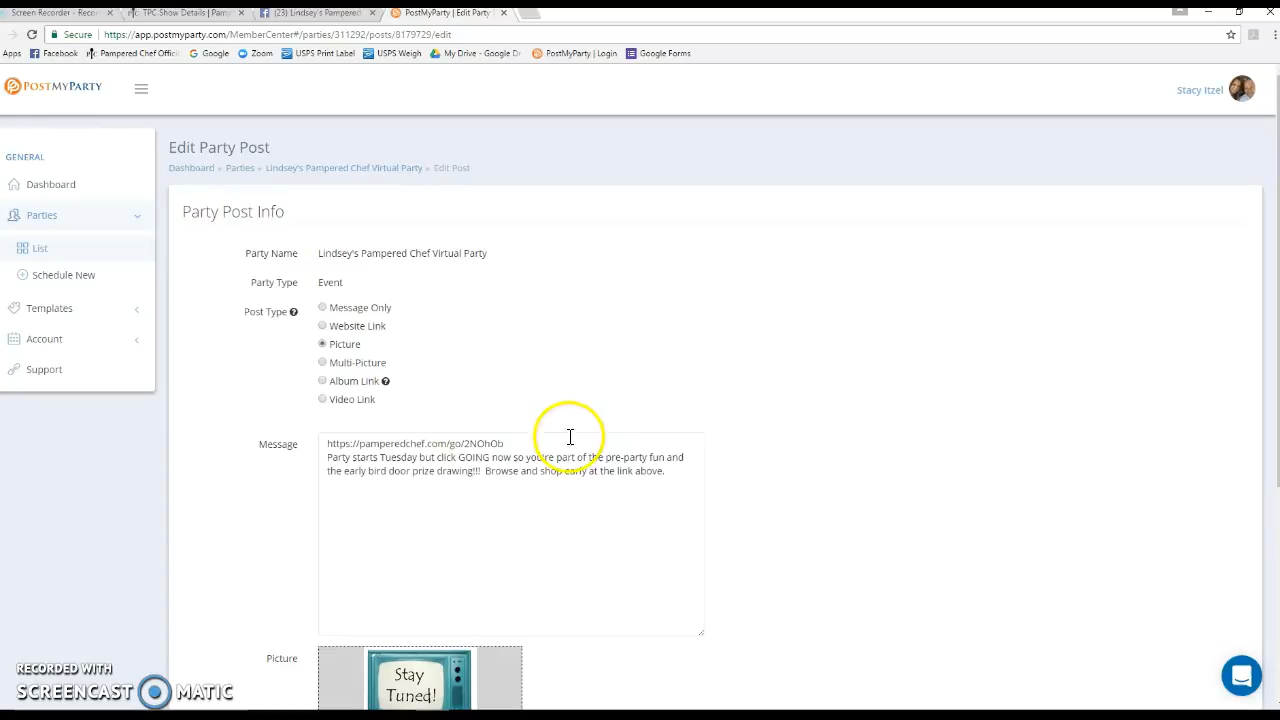 Screen Recorder - Reco
TPC Show Details | Pam
(23) Lindsey's Pampered
PostMyParty | Edit Party
Secure
https://app.postmyparty.com/MemberCenter#/parties/311292/posts/8179729/edit
Apps
Facebook
Pampered Chef Offici
Google
Zoom
USPS Print Label
USPS Weigh
My Drive - Google Dr
PostMyParty | Login
Google Forms
POSTMYPARTY
Stacy Itzel
GENERAL
Dashboard
Parties
List
Schedule New
Templates
Account
Support
Edit Party Post
Dashboard » Parties » Lindsey's Pampered Chef Virtual Party » Edit Post
Party Post Info
Party Name Lindsey's Pampered Chef Virtual Party
Party Type Event
Post Type
Message Only
Website Link
Picture
Multi-Picture
Album Link
Video Link
Message
https://pamperedchef.com/go/2NOhOb
Party starts Tuesday but click GOING now so you're part of the pre-party fun and
the early bird door prize drawing!!! Browse and shop early at the link above.
Picture
Stay
Tuned!
RECORDED WITH
SCREENCAST MATIC